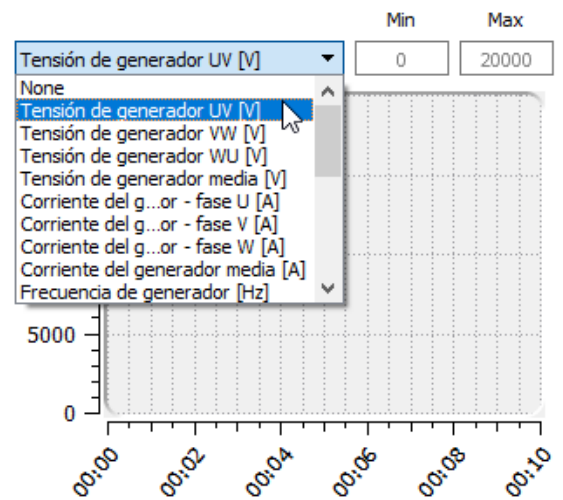 Min Max
Tensión de generador UV [V] 0 20000
None
Tensión de generador UV [V]
Tensión de generador VW [V]
Tensión de generador WU [V]
Tensión de generador media [V]
Corriente del g...or - fase U [A]
Corriente del g...or - fase V [A]
Corriente del g...or - fase W [A]
Corriente del generador media [A]
Frecuencia de generador [Hz]
5000
0
00:00 00:02 00:04 00:06 00:08 00:10